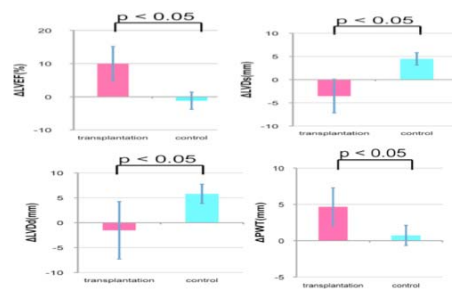 p < 0.05
20
10
0
-10
ΔLVEF(%)
transplantation control
p < 0.05
10
5
0
-5
-10
ΔLVDs(mm)
transplantation control
p < 0.05
10
5
0
-5
-10
ΔLVDd(mm)
transplantation control
p < 0.05
10
5
0
-5
ΔPWT(mm)
transplantation control